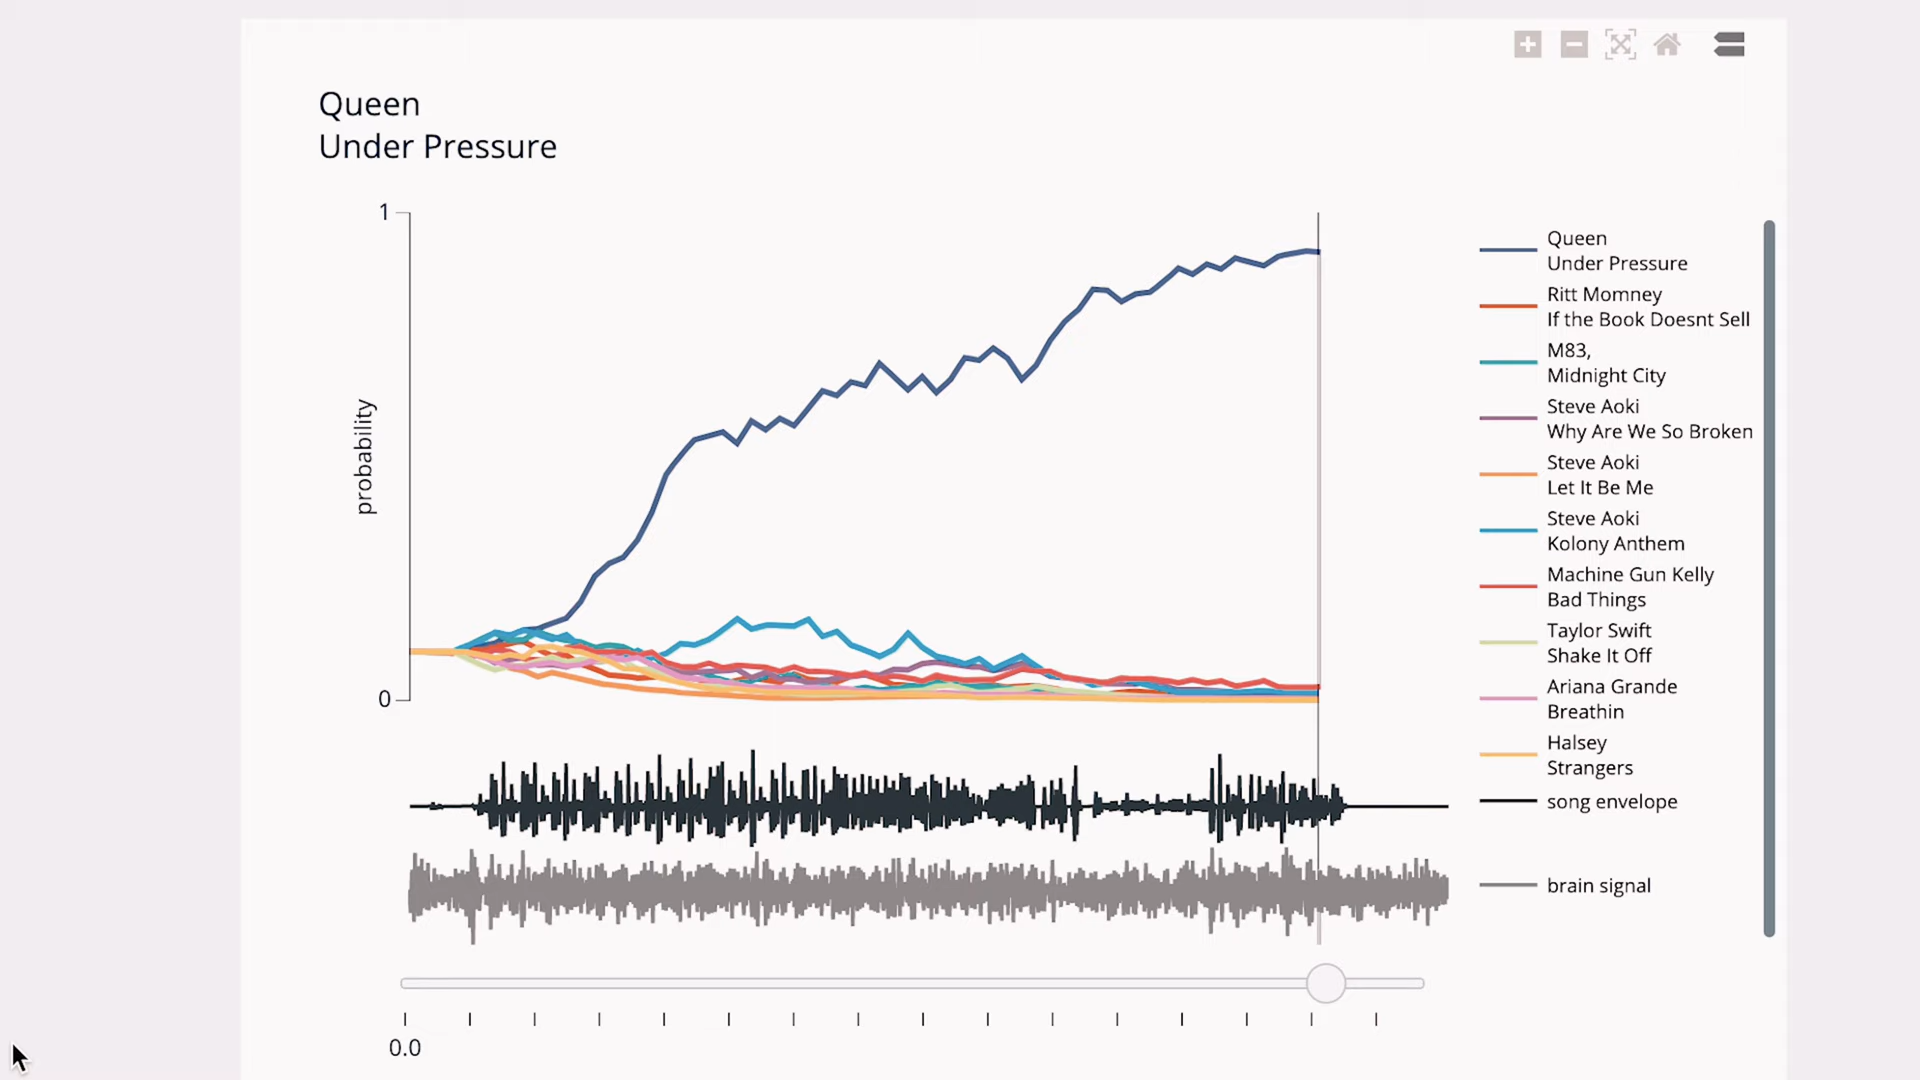 Queen
Under Pressure
1
probability
0
Queen
Under Pressure
Ritt Momney
If the Book Doesnt Sell
M83,
Midnight City
Steve Aoki
Why Are We So Broken
Steve Aoki
Let It Be Me
Steve Aoki
Kolony Anthem
Machine Gun Kelly
Bad Things
Taylor Swift
Shake It Off
Ariana Grande
Breathin
Halsey
Strangers
song envelope
brain signal
0.0